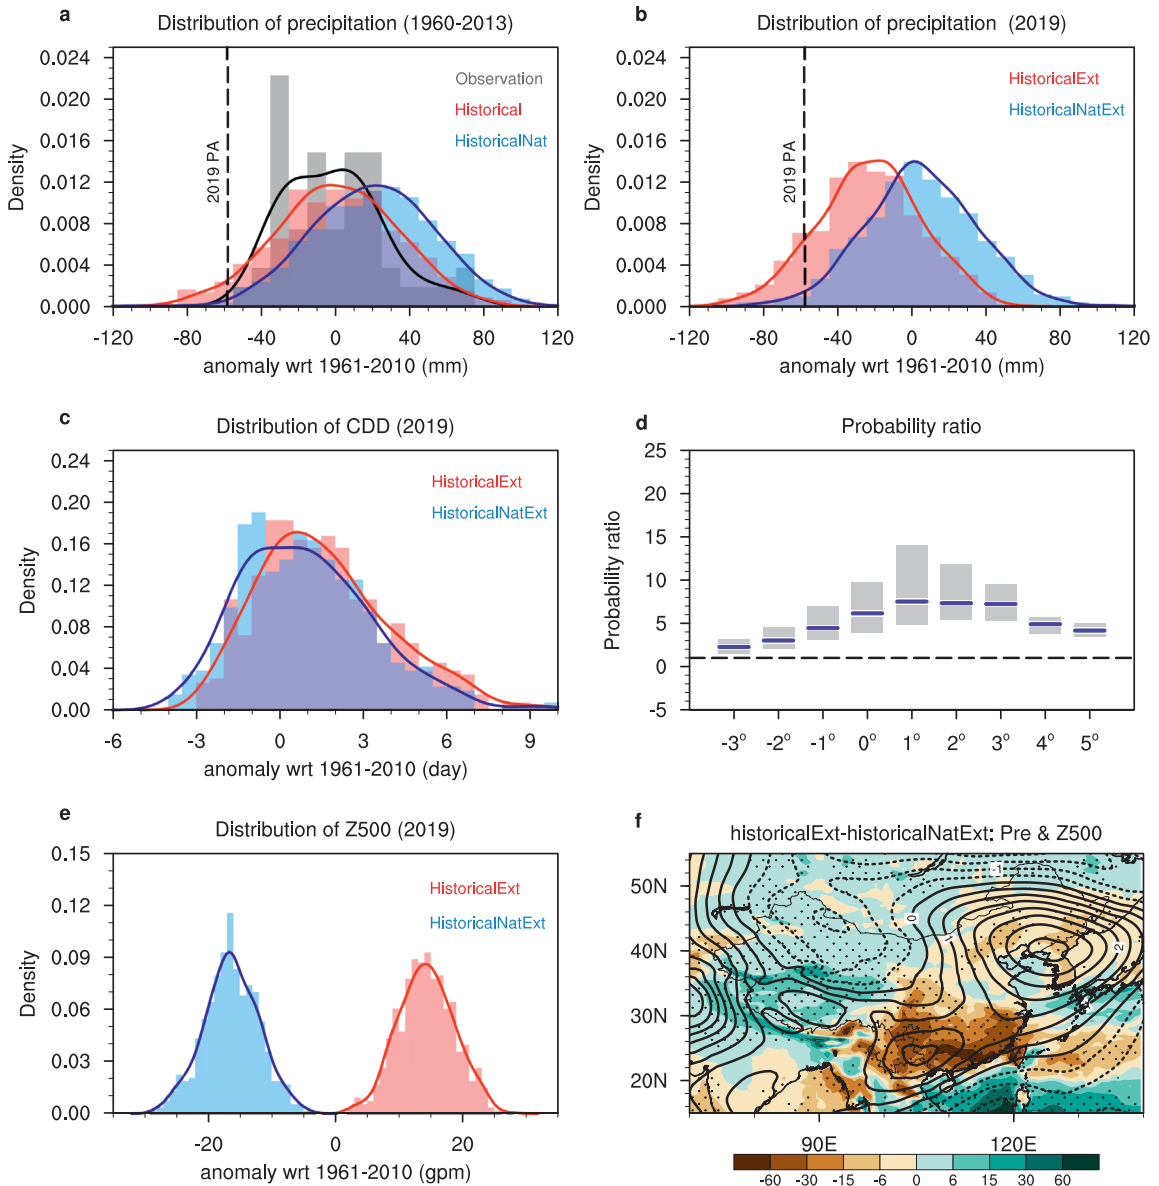 a Distribution of precipitation (1960-2013)
0.024
0.020
0.016
0.012
0.008
0.004
0.000
Density
2019 PA
Observation
Historical
HistoricalNat
-120 -80 -40 0 40 80 120
anomaly wrt 1961-2010 (mm)
b Distribution of precipitation (2019)
0.024
0.020
0.016
0.012
0.008
0.004
0.000
Density
2019 PA
HistoricalExt
HistoricalNatExt
-120 -80 -40 0 40 80 120
anomaly wrt 1961-2010 (mm)
c Distribution of CDD (2019)
0.24
0.20
0.16
0.12
0.08
0.04
0.00
Density
HistoricalExt
HistoricalNatExt
-6 -3 0 3 6 9
anomaly wrt 1961-2010 (day)
d Probability ratio
25
20
15
10
5
0
-5
Probability ratio
-3° -2° -1° 0° 1° 2° 3° 4° 5°
e Distribution of Z500 (2019)
0.15
0.12
0.09
0.06
0.03
0.00
Density
HistoricalExt
HistoricalNatExt
-20 0 20
anomaly wrt 1961-2010 (gpm)
f historicalExt-historicalNatExt: Pre & Z500
50N
40N
30N
20N
-1
0
1
2
90E 120E
-60 -30 -15 -6 0 6 15 30 60